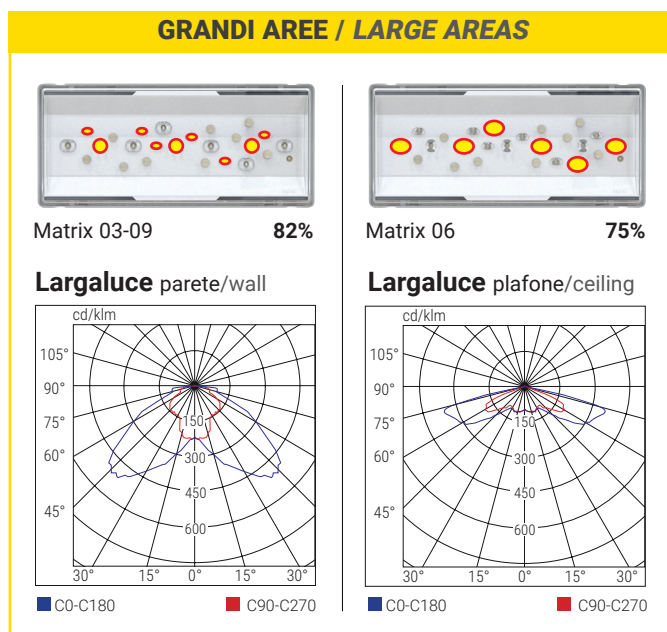 GRANDI AREE / LARGE AREAS
Matrix 03-09 82%
Largaluce parete/wall
cd/klm
105°
90°
75°
60°
45°
150
300
450
600
30° 15° 0° 15° 30°
C0-C180 C90-C270
Matrix 06 75%
Largaluce plafone/ceiling
cd/klm
105°
90°
75°
60°
45°
150
300
450
600
30° 15° 0° 15° 30°
C0-C180 C90-C270